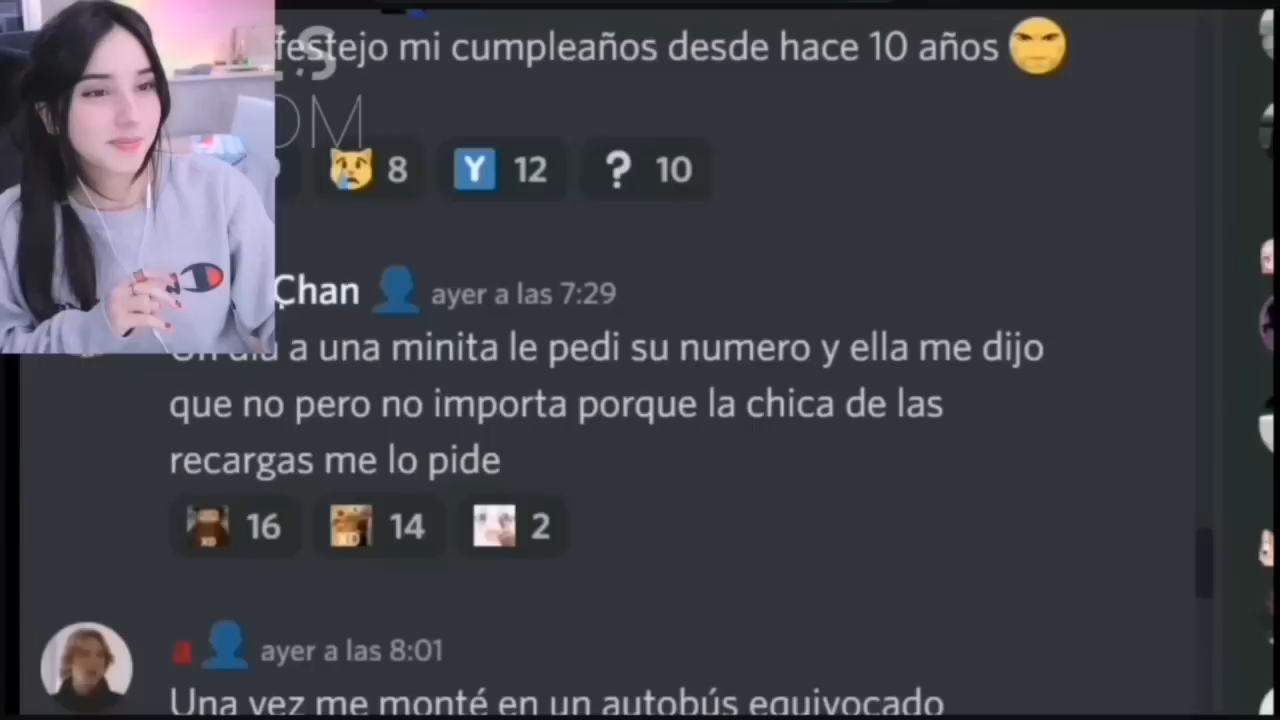 festejo mi cumpleaños desde hace 10 años
8
Y 12
? 10
Chan ayer a las 7:29
a una minita le pedi su numero y ella me dijo
que no pero no importa porque la chica de las
recargas me lo pide
16
14
2
a ayer a las 8:01
Una vez me monté en un autobús equivocado